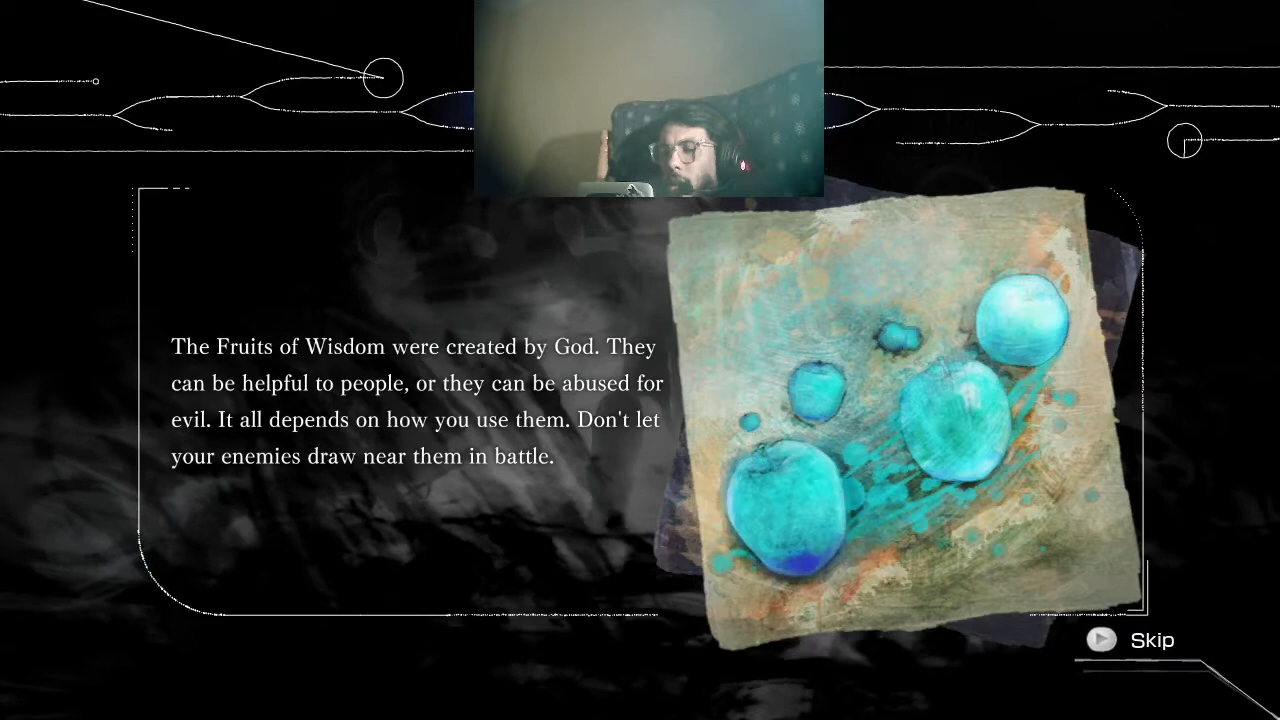 The Fruits of Wisdom were created by God. They
can be helpful to people, or they can be abused for
evil. It all depends on how you use them. Don't let
your enemies draw near them in battle.
Skip